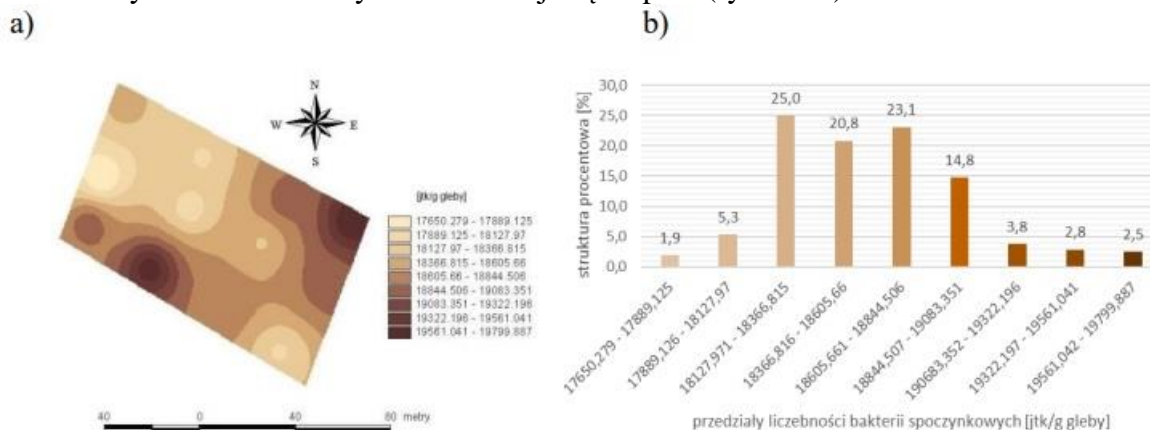 a)
b)
N
W E
S
[jtk/g gleby]
17650.279 - 17889.125
17889.125 - 18127.97
18127.97 - 18366.815
18366.815 - 18605.66
18605.66 - 18844.506
18844.506 - 19083.351
19083.351 - 19322.196
19322.196 - 19561.041
19561.041 - 19799.887
40 0 40 80 metry
struktura procentowa [%]
30,0
25,0
20,0
15,0
10,0
5,0
0,0
1,9
5,3
25,0
20,8
23,1
14,8
3,8
2,8
2,5
17650,279 - 17889,125
17889,126 - 18127,97
18127,971 - 18366,815
18366,816 - 18605,66
18605,661 - 18844,506
18844,507 - 19083,351
190683,352 - 19322,196
19322,197 - 19561,041
19561,042 - 19799,887
przedziały liczebności bakterii spoczynkowych [jtk/g gleby]